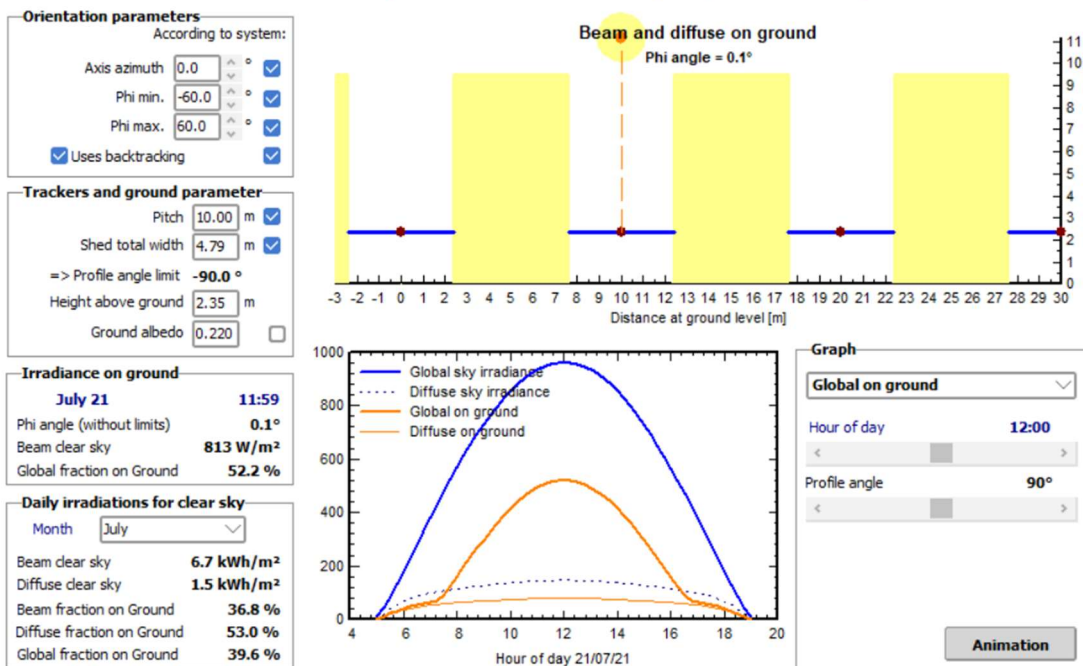 Orientation parameters
According to system:
Axis azimuth 0.0 °
Phi min. -60.0 °
Phi max. 60.0 °
Uses backtracking
Trackers and ground parameter
Pitch 10.00 m
Shed total width 4.79 m
=> Profile angle limit -90.0 °
Height above ground 2.35 m
Ground albedo 0.220
Irradiance on ground
July 21 11:59
Phi angle (without limits) 0.1°
Beam clear sky 813 W/m²
Global fraction on Ground 52.2 %
Daily irradiations for clear sky
Month July
Beam clear sky 6.7 kWh/m²
Diffuse clear sky 1.5 kWh/m²
Beam fraction on Ground 36.8 %
Diffuse fraction on Ground 53.0 %
Global fraction on Ground 39.6 %
Beam and diffuse on ground
Phi angle = 0.1°
11
10
9
8
7
6
5
4
3
2
1
0
-3 -2 -1 0 1 2 3 4 5 6 7 8 9 10 11 12 13 14 15 16 17 18 19 20 21 22 23 24 25 26 27 28 29 30
Distance at ground level [m]
1000
800
600
400
200
0
Global sky irradiance
Diffuse sky irradiance
Global on ground
Diffuse on ground
4 6 8 10 12 14 16 18 20
Hour of day 21/07/21
Graph
Global on ground
Hour of day 12:00
Profile angle 90°
Animation